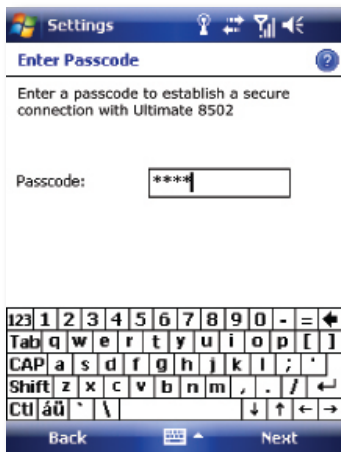 Settings
Enter Passcode
?
Enter a passcode to establish a secure
connection with Ultimate 8502
Passcode: ****
123 1 2 3 4 5 6 7 8 9 0 - =
Tab q w e r t y u i o p [ ]
CAP a s d f g h j k l ; '
Shift z x c v b n m , . /
Ctl áü ` \ ↓ ↑ ← →
Back Next